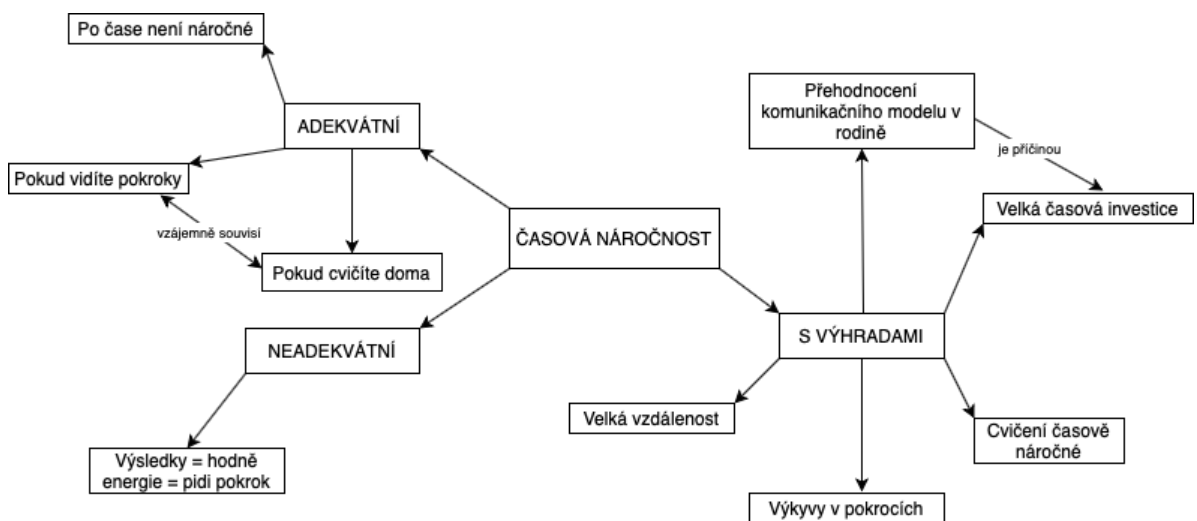 Po čase není náročné
ADEKVÁTNÍ
Pokud vidíte pokroky
vzájemně souvisí
Pokud cvičíte doma
ČASOVÁ NÁROČNOST
NEADEKVÁTNÍ
Výsledky = hodně
energie = pidi pokrok
Přehodnocení
komunikačního modelu v
rodině
je příčinou
Velká časová investice
S VÝHRADAMI
Velká vzdálenost
Cvičení časově
náročné
Výkyvy v pokrocích